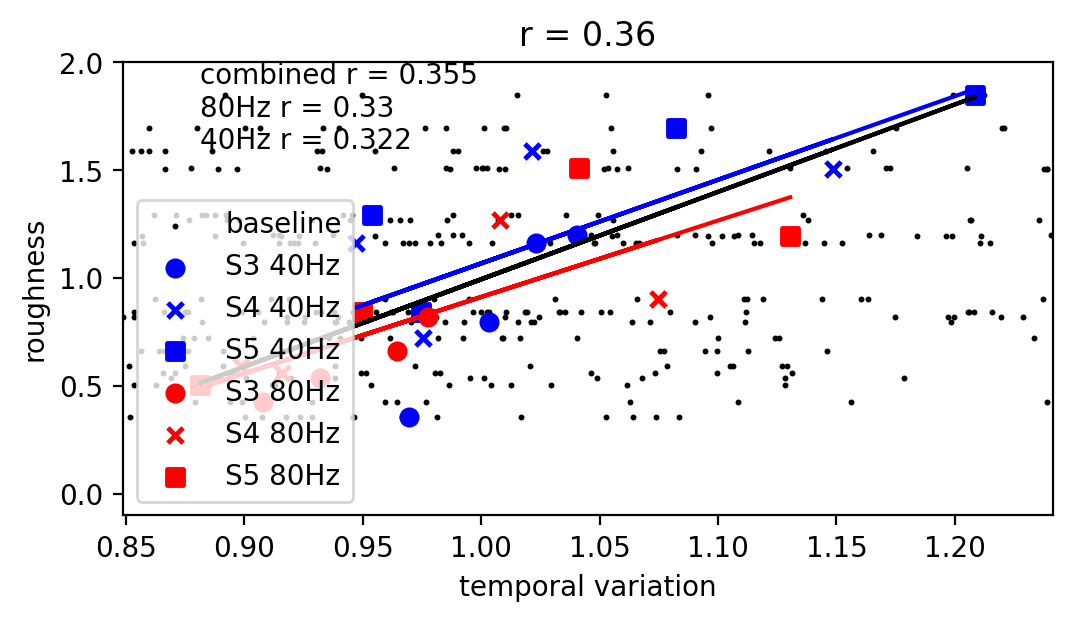 r = 0.36
combined r = 0.355
80Hz r = 0.33
40Hz r = 0.322
baseline
S3 40Hz
S4 40Hz
S5 40Hz
S3 80Hz
S4 80Hz
S5 80Hz
roughness
2.0
1.5
1.0
0.5
0.0
0.85 0.90 0.95 1.00 1.05 1.10 1.15 1.20
temporal variation